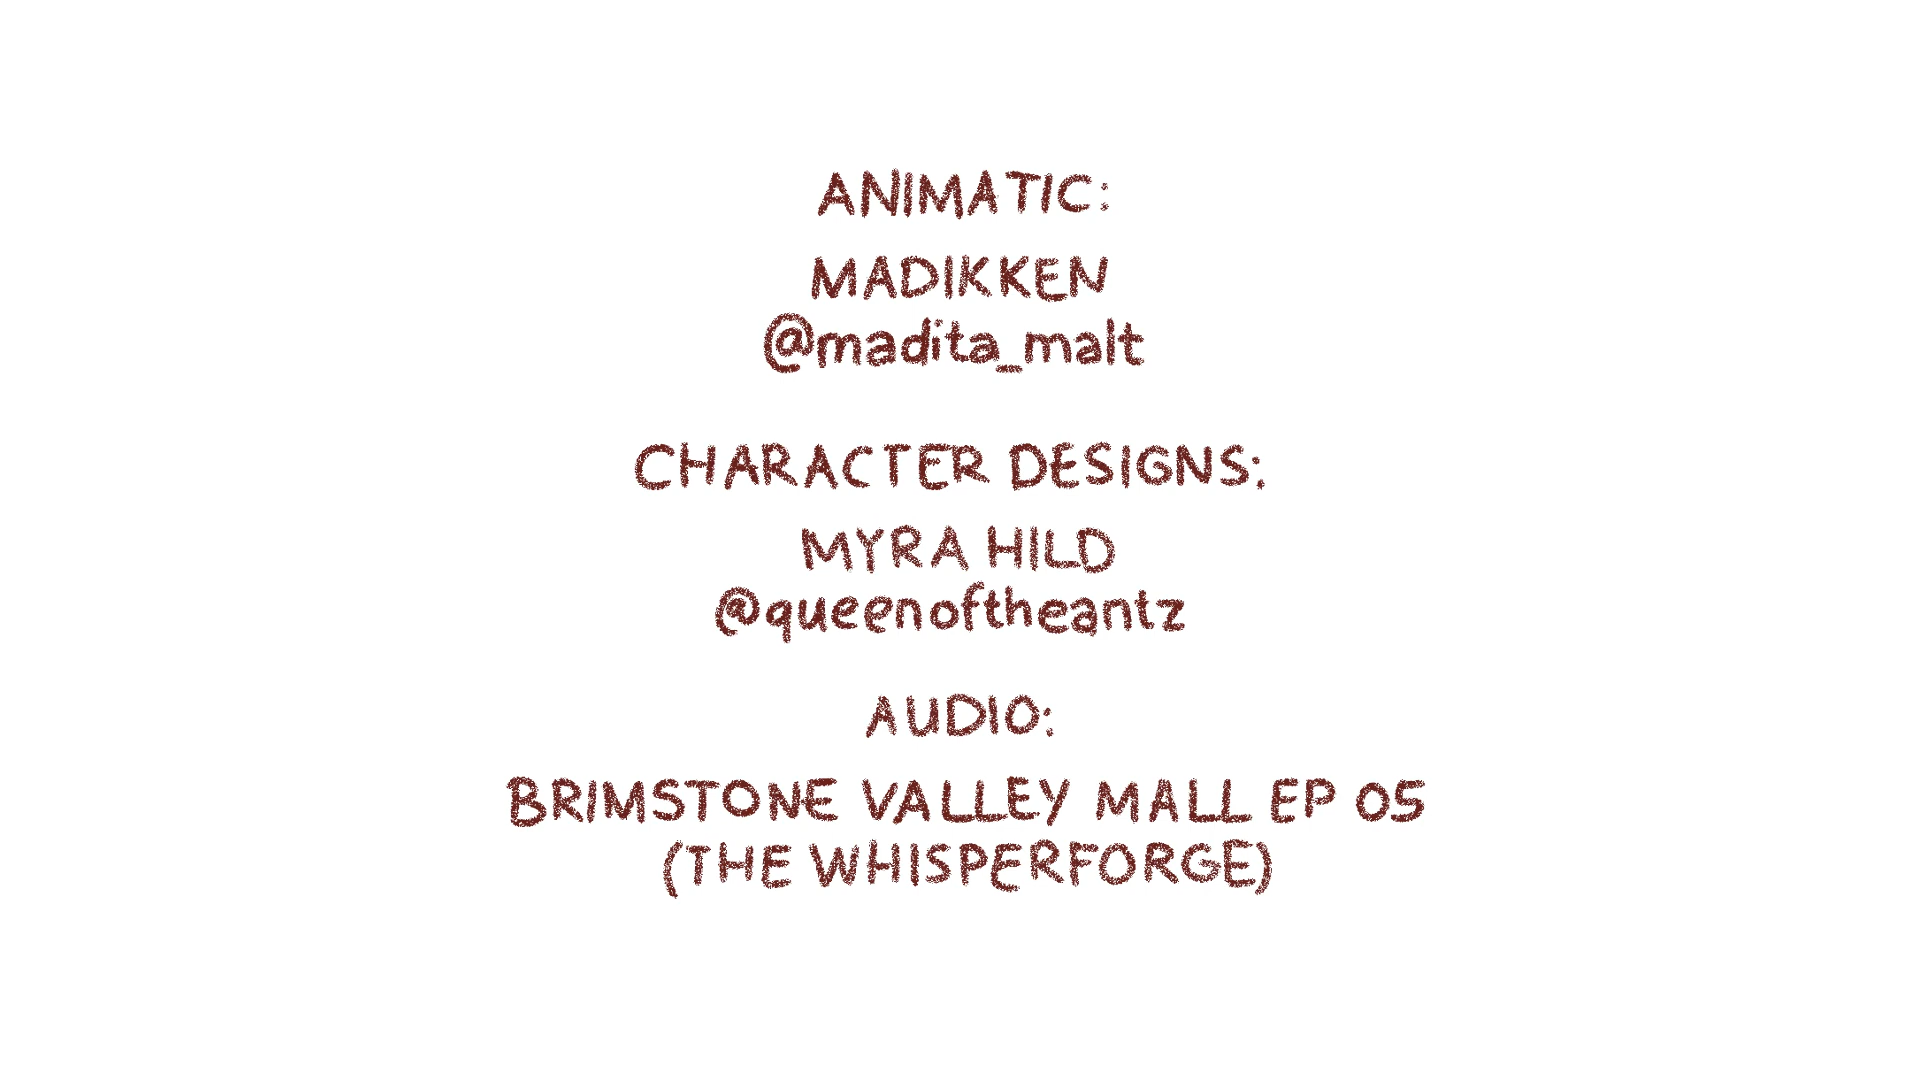 ANIMATIC:
MADIKKEN
@madita_malt
CHARACTER DESIGNS:
MYRA HILD
@queenoftheantz
AUDIO:
BRIMSTONE VALLEY MALL EP 05
(THE WHISPERFORGE)